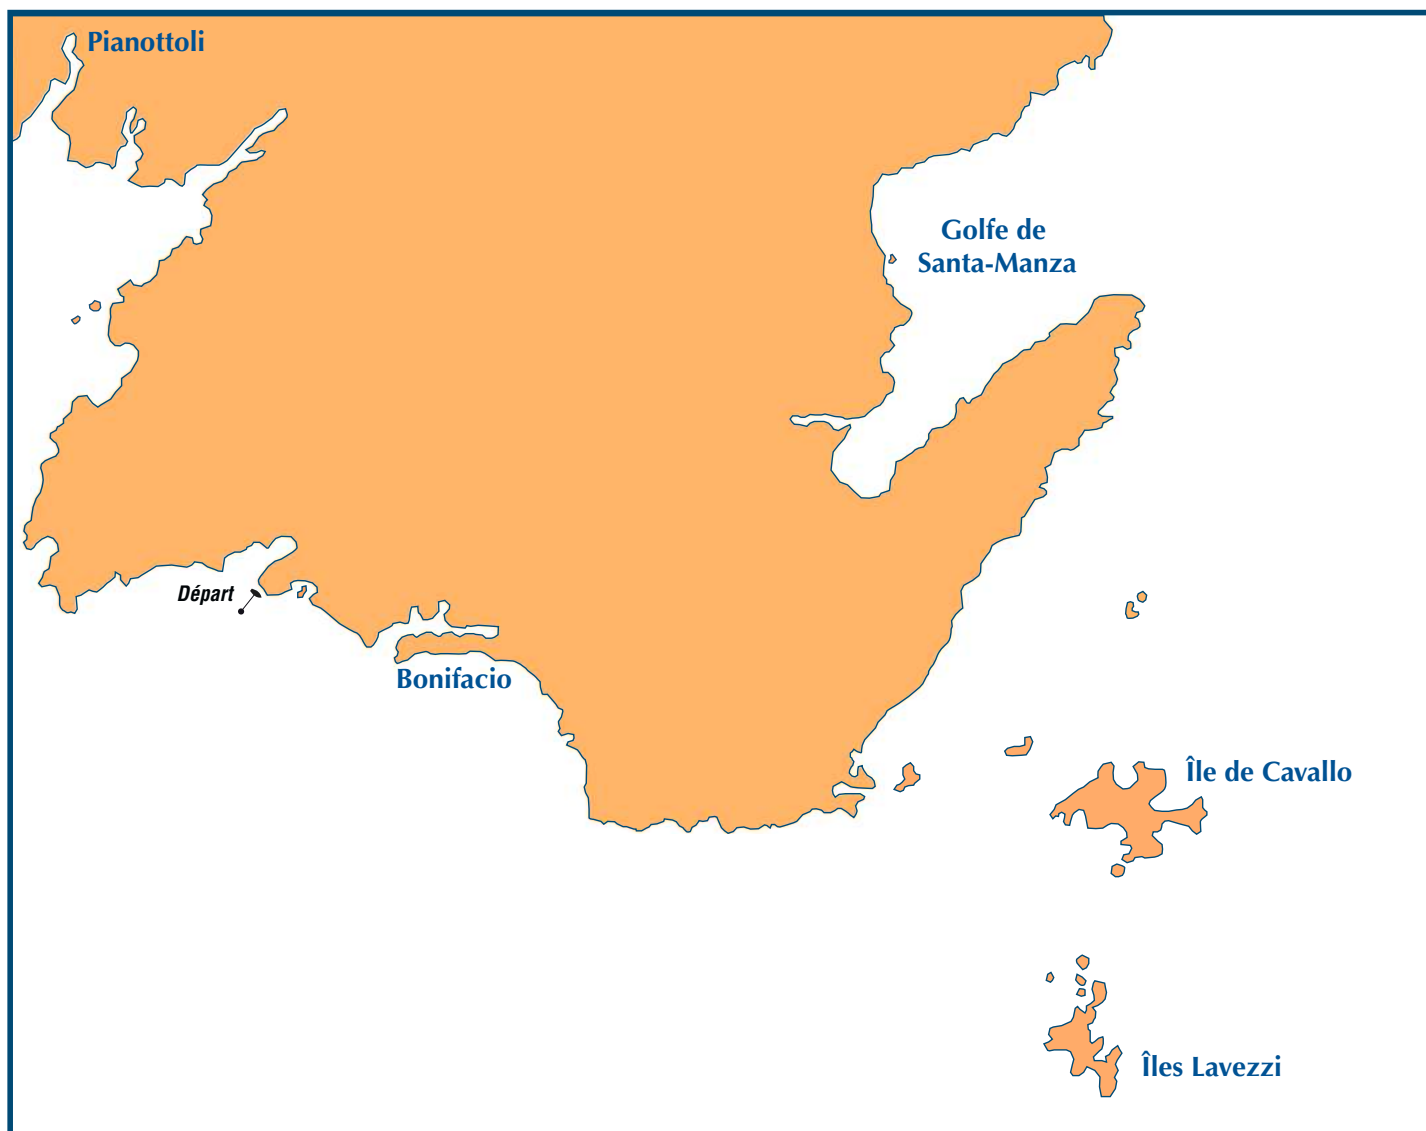 Pianottoli
Golfe de
Santa-Manza
Départ
Bonifacio
Île de Cavallo
Îles Lavezzi